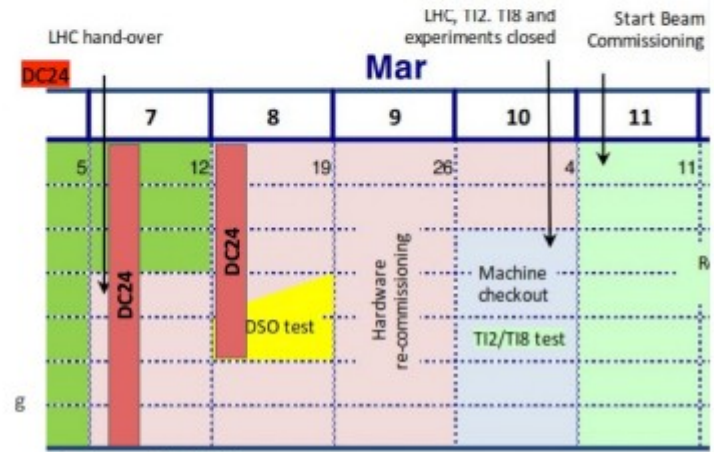 LHC, TI2. TI8 and
experiments closed
Start Beam
Commissioning
LHC hand-over
DC24
Mar
7 8 9 10 11
5 12 19 26 4 11
DC24
DC24
DSO test
Hardware
re-commissioning
Machine
checkout
TI2/TI8 test
g